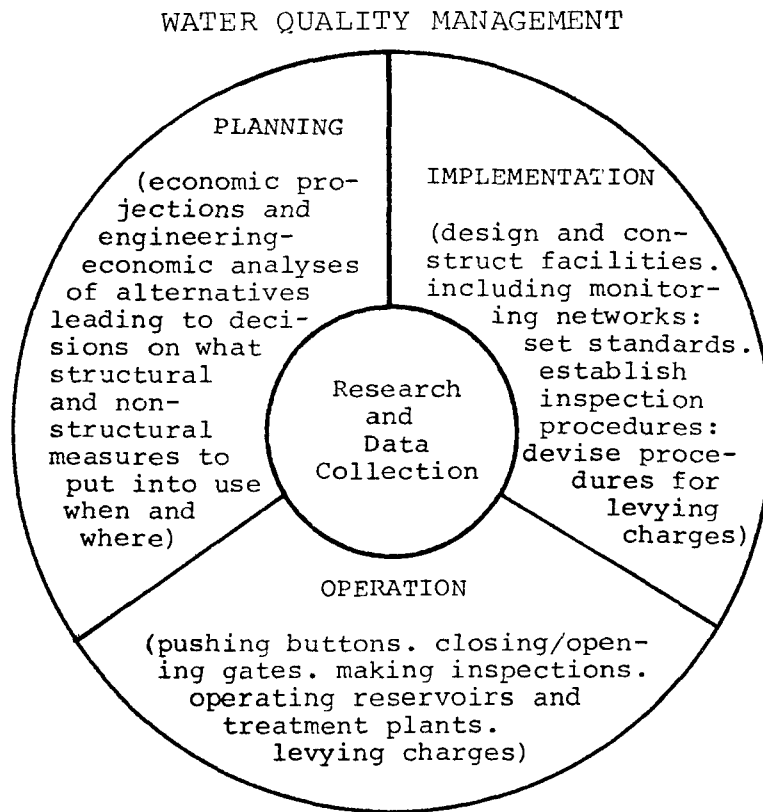 WATER QUALITY MANAGEMENT
PLANNING
(economic pro-
jections and
engineering-
economic analyses
of alternatives
leading to deci-
sions on what
structural
and non-
structural
measures to
put into use
when and
where)
IMPLEMENTATION
(design and con-
struct facilities.
including monitor-
ing networks:
set standards.
establish
inspection
procedures:
devise proce-
dures for
levying
charges)
Research
and
Data
Collection
OPERATION
(pushing buttons. closing/open-
ing gates. making inspections.
operating reservoirs and
treatment plants.
levying charges)